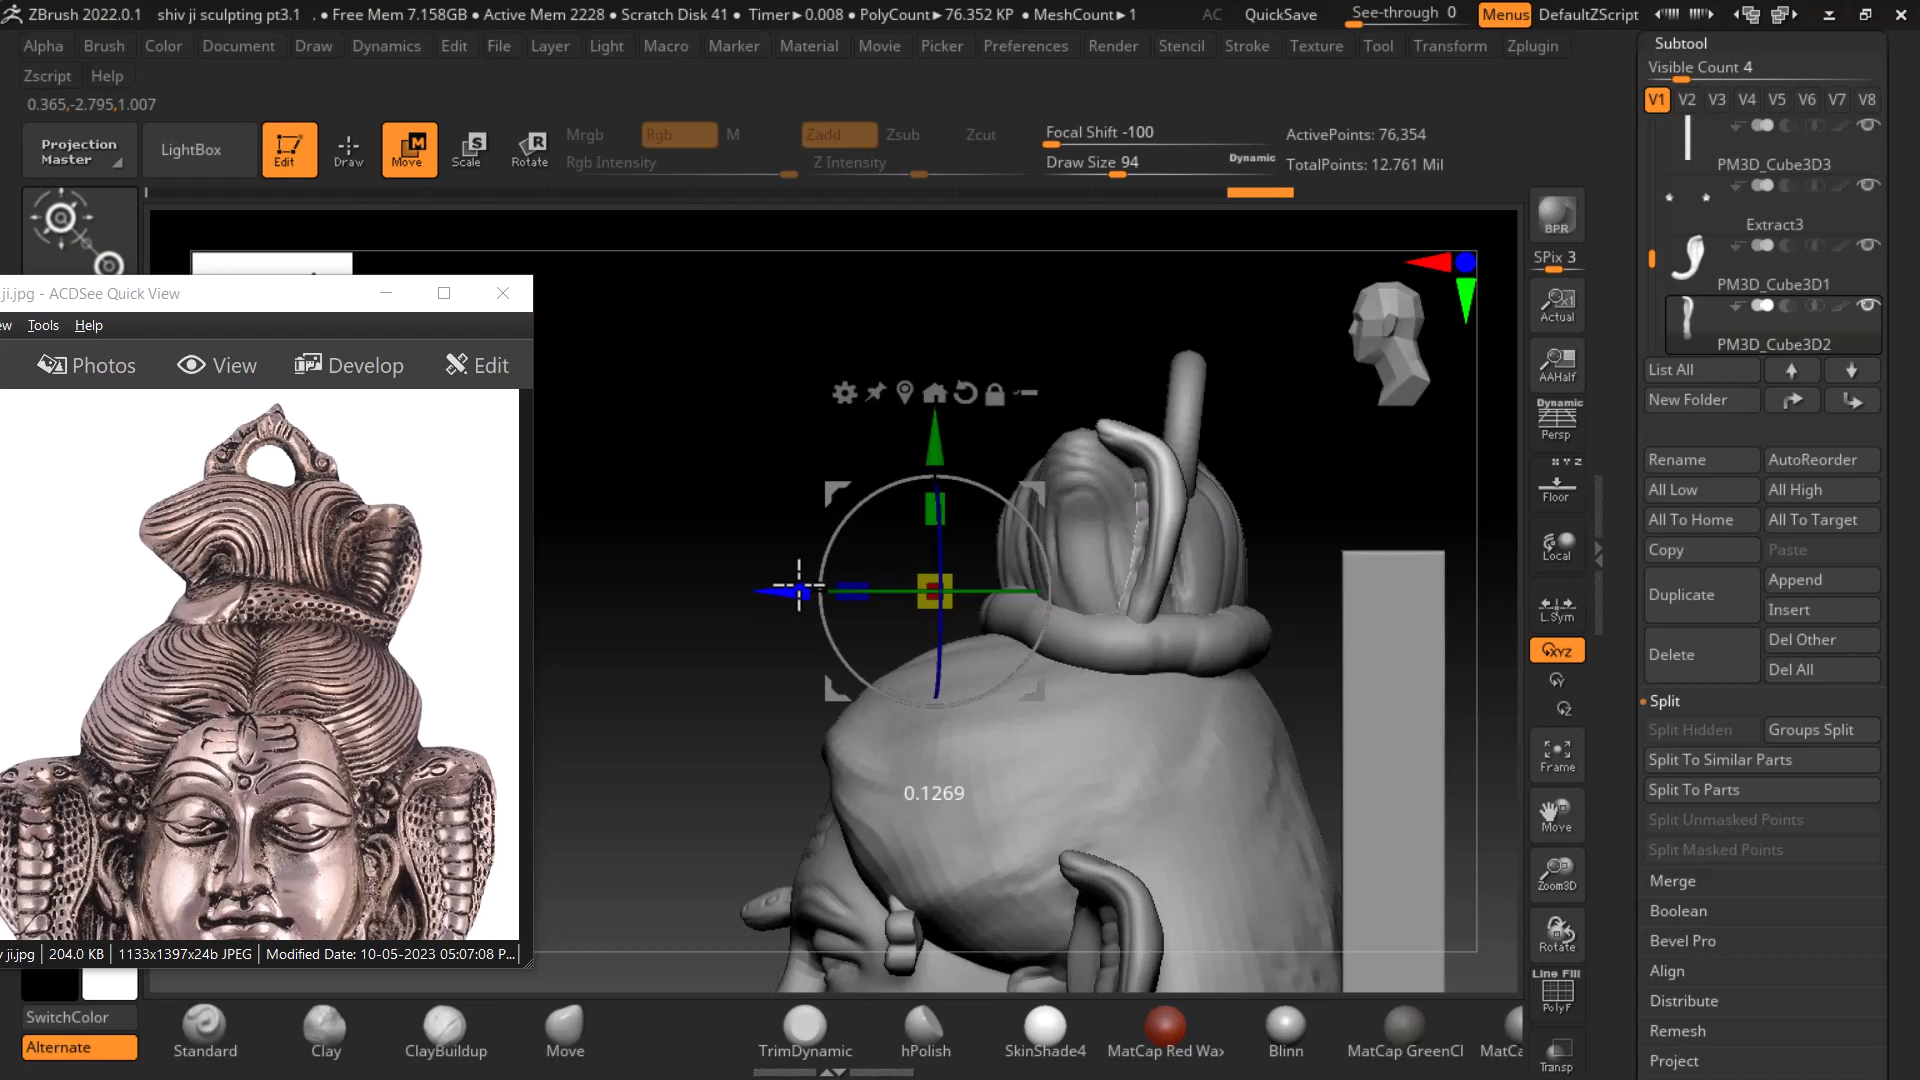 ZBrush 2022.0.1 shiv ji sculpting pt3.1 . • Free Mem 7.158GB • Active Mem 2228 • Scratch Disk 41 • Timer▸0.008 • PolyCount▸76.352 KP • MeshCount▸1 AC QuickSave See-through 0 Menus DefaultZScript
Alpha Brush Color Document Draw Dynamics Edit File Layer Light Macro Marker Material Movie Picker Preferences Render Stencil Stroke Texture Tool Transform Zplugin
Zscript Help
0.365,-2.795,1.007
Projection Master
LightBox
Edit
Draw
Move
Scale
Rotate
Mrgb Rgb M
Rgb Intensity
Zadd Zsub Zcut
Z Intensity
Focal Shift -100
Draw Size 94
Dynamic
ActivePoints: 76,354
TotalPoints: 12.761 Mil
ji.jpg - ACDSee Quick View
ew Tools Help
Photos View Develop Edit
ji.jpg 204.0 KB 1133x1397x24b JPEG Modified Date: 10-05-2023 05:07:08 P...
0.1269
BPR
SPix 3
Actual
AAHalf
Dynamic
Persp
X Y Z
Floor
Local
L.Sym
XYZ
Y
Z
Frame
Move
Zoom3D
Rotate
Line Fill
PolyF
Transp
Subtool
Visible Count 4
V1 V2 V3 V4 V5 V6 V7 V8
PM3D_Cube3D3
Extract3
PM3D_Cube3D1
PM3D_Cube3D2
List All
New Folder
Rename AutoReorder
All Low All High
All To Home All To Target
Copy Paste
Duplicate Append
Insert
Delete Del Other
Del All
Split
Split Hidden Groups Split
Split To Similar Parts
Split To Parts
Split Unmasked Points
Split Masked Points
Merge
Boolean
Bevel Pro
Align
Distribute
Remesh
Project
SwitchColor
Alternate
Standard Clay ClayBuildup Move TrimDynamic hPolish SkinShade4 MatCap Red Wax Blinn MatCap GreenCl MatCa